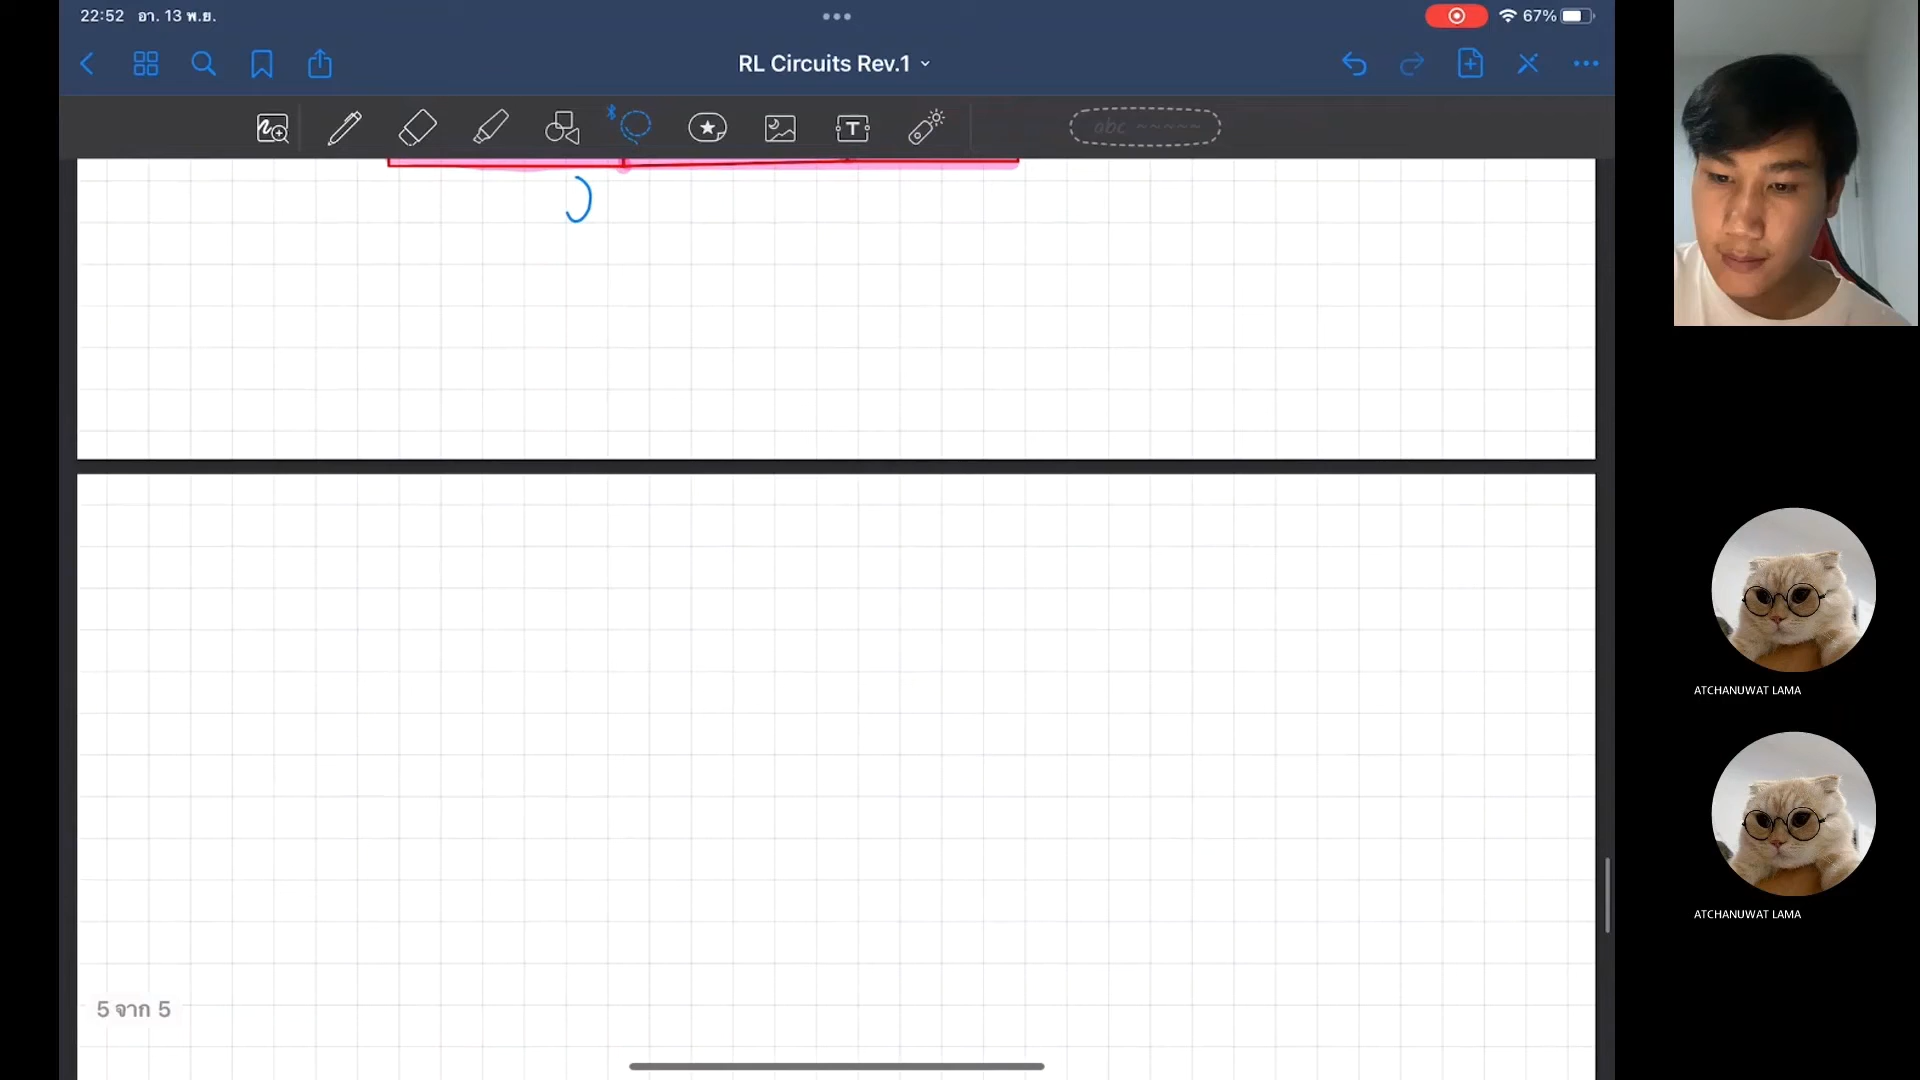 22:52 อา. 13 พ.ย.
67%
RL Circuits Rev.1
T
abc
ATCHANUWAT LAMA
ATCHANUWAT LAMA
5 จาก 5